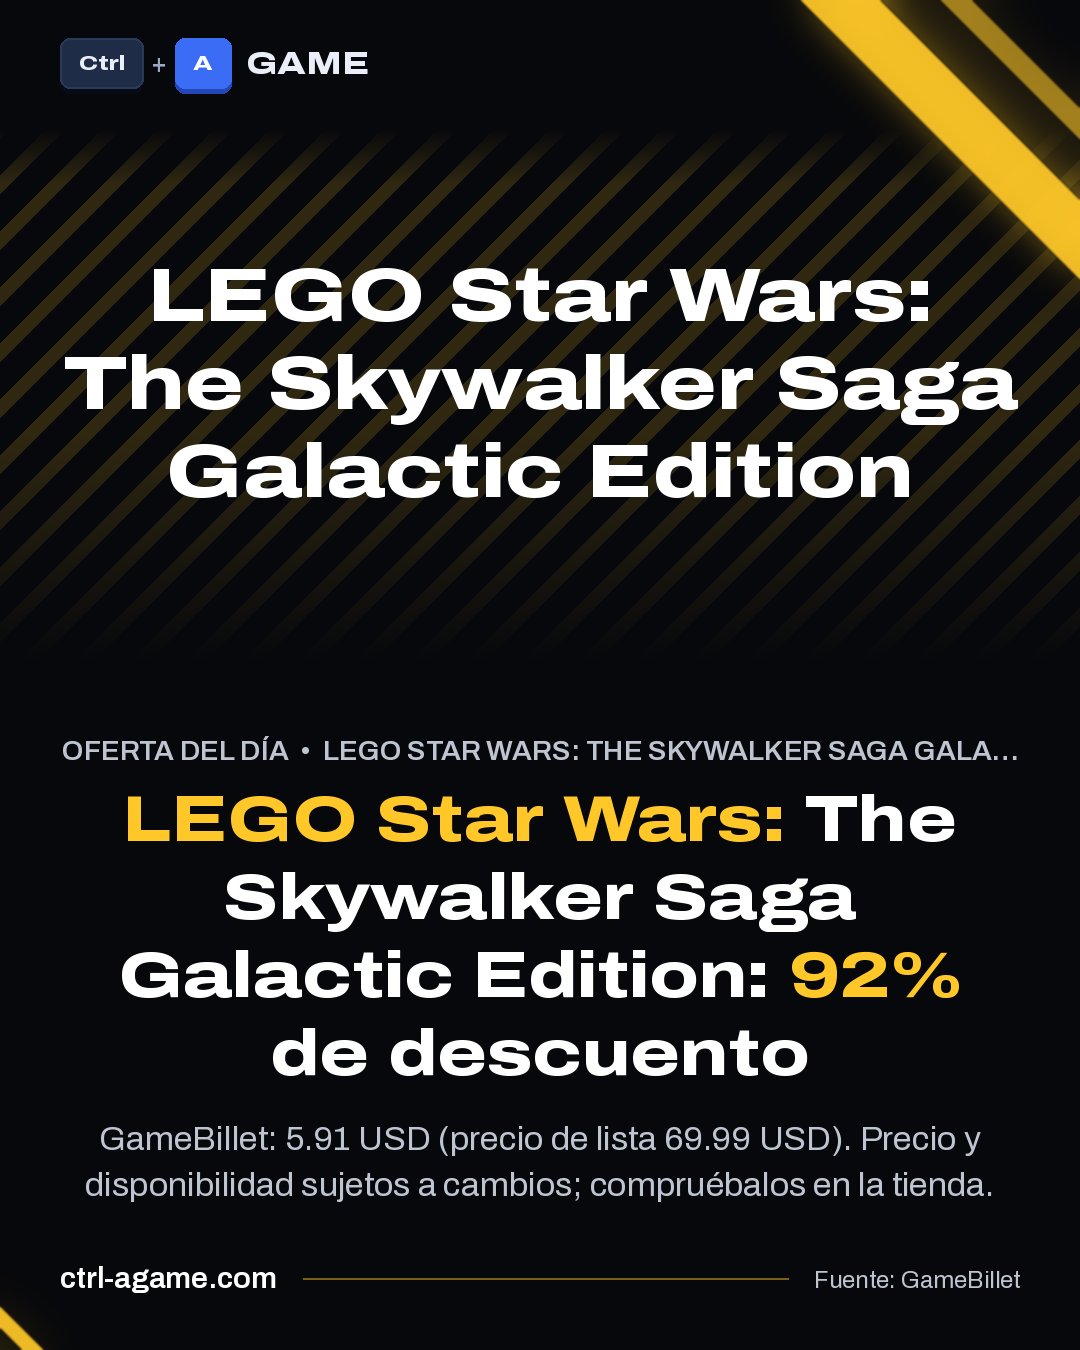 Ctrl + A GAME
LEGO Star Wars:
The Skywalker Saga
Galactic Edition
OFERTA DEL DÍA • LEGO STAR WARS: THE SKYWALKER SAGA GALA...
LEGO Star Wars: The
Skywalker Saga
Galactic Edition: 92%
de descuento
GameBillet: 5.91 USD (precio de lista 69.99 USD). Precio y
disponibilidad sujetos a cambios; compruébalos en la tienda.
ctrl-agame.com
Fuente: GameBillet